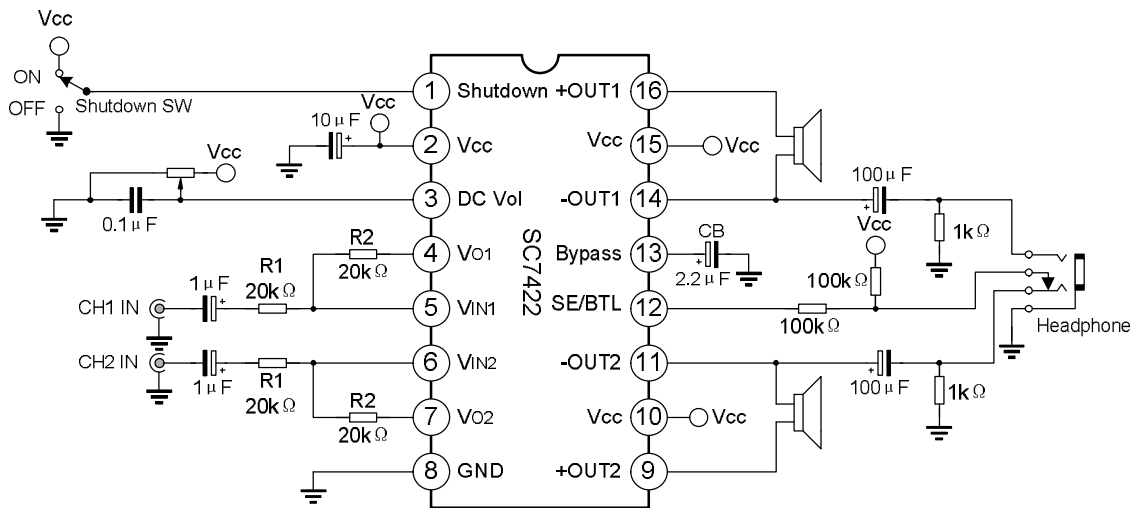 Vcc
ON
OFF
Shutdown SW
10μF
+
Vcc
Vcc
0.1μF
1 Shutdown +OUT1 16
2 Vcc Vcc 15 Vcc
3 DC Vol -OUT1 14
4 VO1 Bypass 13
5 VIN1 SE/BTL 12
6 VIN2 -OUT2 11
7 VO2 Vcc 10 Vcc
8 GND +OUT2 9
SC7422
R2
20kΩ
CH1 IN
1μF
+
R1
20kΩ
CH2 IN
1μF
+
R1
20kΩ
R2
20kΩ
100μF
+
1kΩ
CB
+
2.2μF
Vcc
100kΩ
100kΩ
Headphone
+
100μF
1kΩ